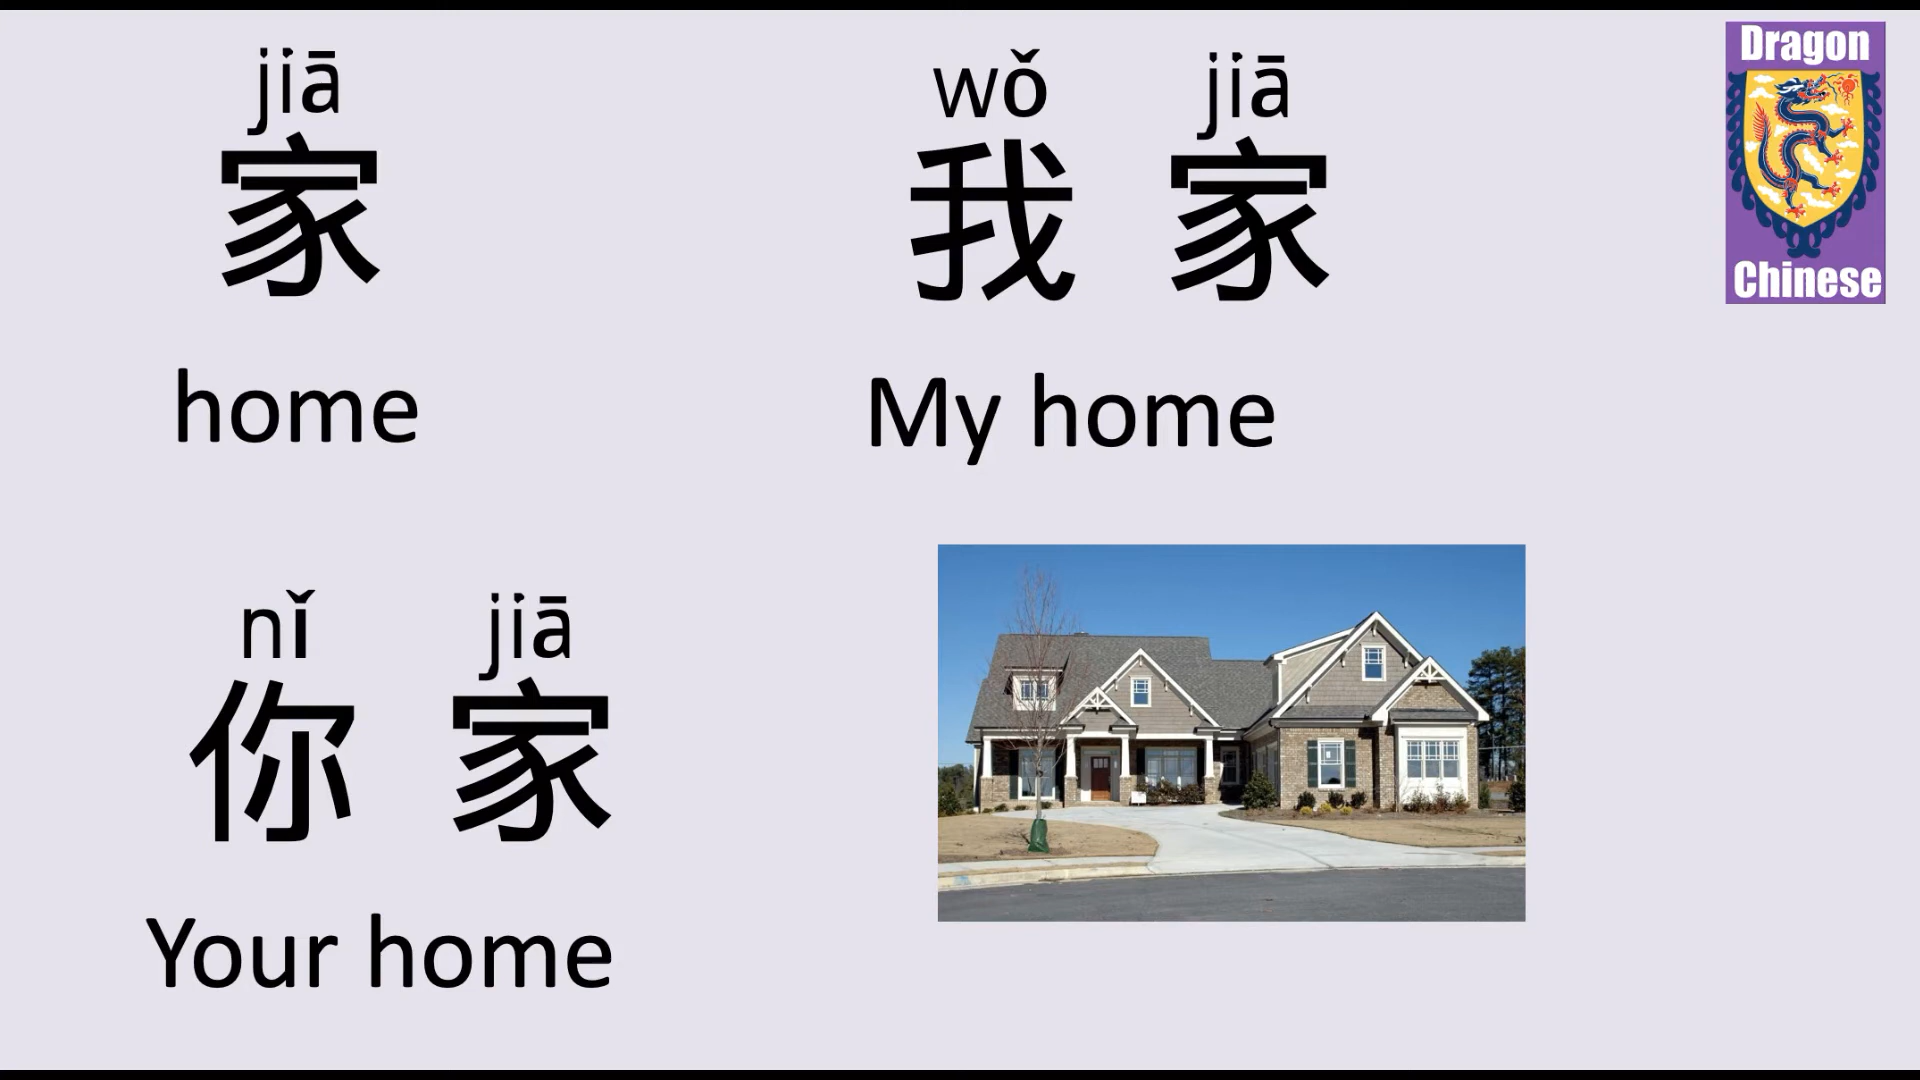 jiā
家
home
wǒ jiā
我 家
My home
Dragon
Chinese
nǐ jiā
你 家
Your home